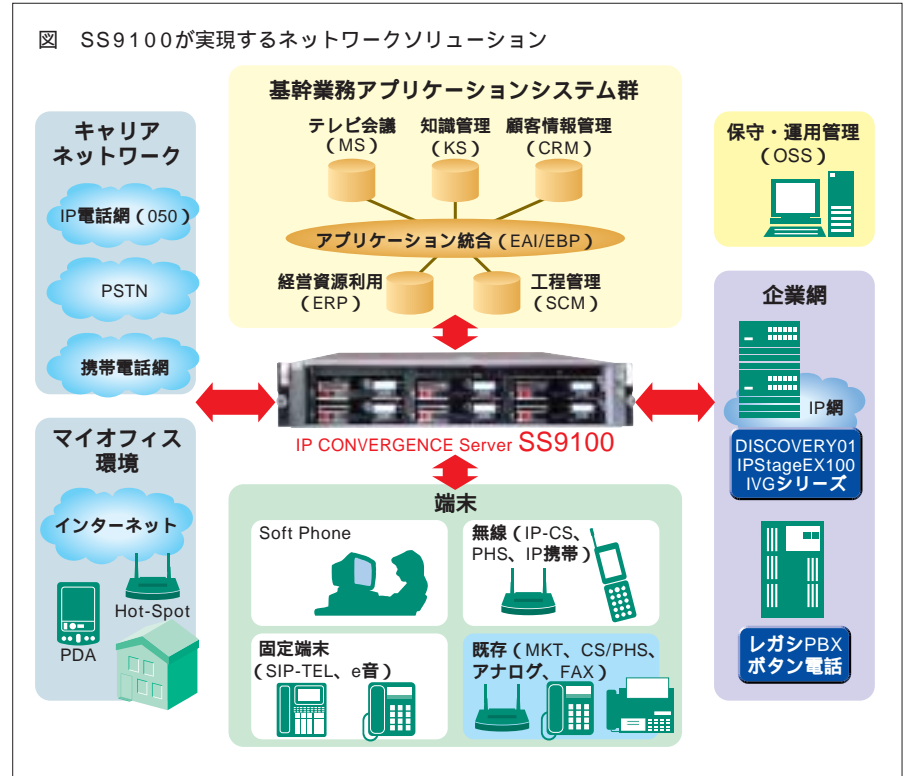 図 SS9100が実現するネットワークソリューション
基幹業務アプリケーションシステム群
テレビ会議
（MS）
知識管理
（KS）
顧客情報管理
（CRM）
アプリケーション統合（EAI/EBP）
経営資源利用
（ERP）
工程管理
（SCM）
キャリア
ネットワーク
IP電話網（050）
PSTN
携帯電話網
保守・運用管理
（OSS）
IP CONVERGENCE Server SS9100
マイオフィス
環境
インターネット
Hot-Spot
PDA
企業網
IP網
DISCOVERY01
IPStageEX100
IVGシリーズ
レガシPBX
ボタン電話
端末
Soft Phone
無線（IP-CS、
PHS、IP携帯）
固定端末
（SIP-TEL、e音）
既存（MKT、CS/PHS、
アナログ、FAX）